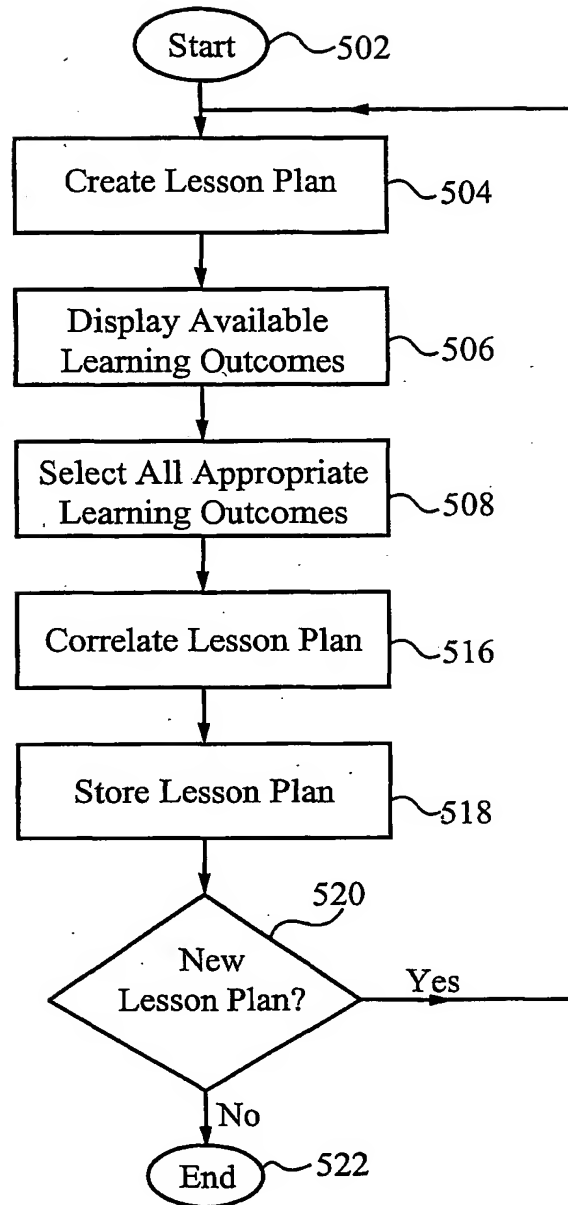 Start
502
Create Lesson Plan
504
Display Available
Learning Outcomes
506
Select All Appropriate
Learning Outcomes
508
Correlate Lesson Plan
516
Store Lesson Plan
518
520
New
Lesson Plan?
Yes
No
End
522